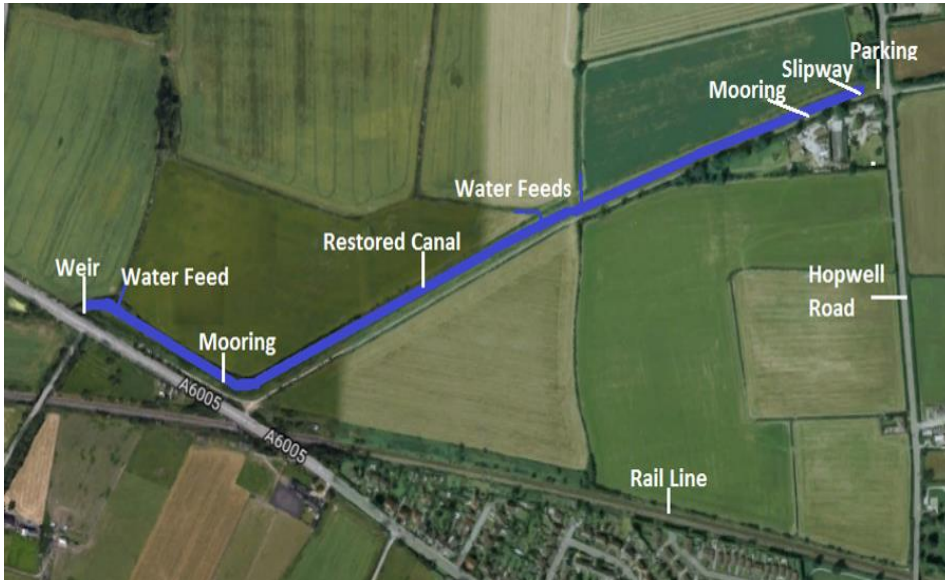 Parking
Slipway
Mooring
Water Feeds
Restored Canal
Weir
Water Feed
Hopwell
Road
Mooring
A6005
A6005
Rail Line